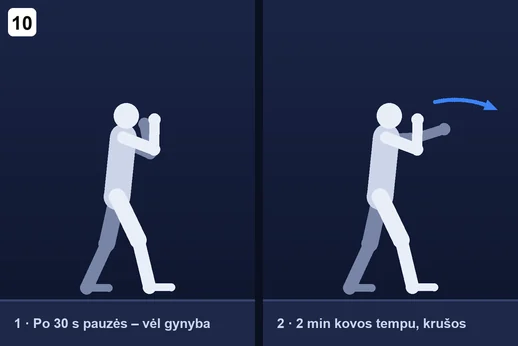 10
1 · Po 30 s pauzės – vėl gynyba
2 · 2 min kovos tempu, krušos